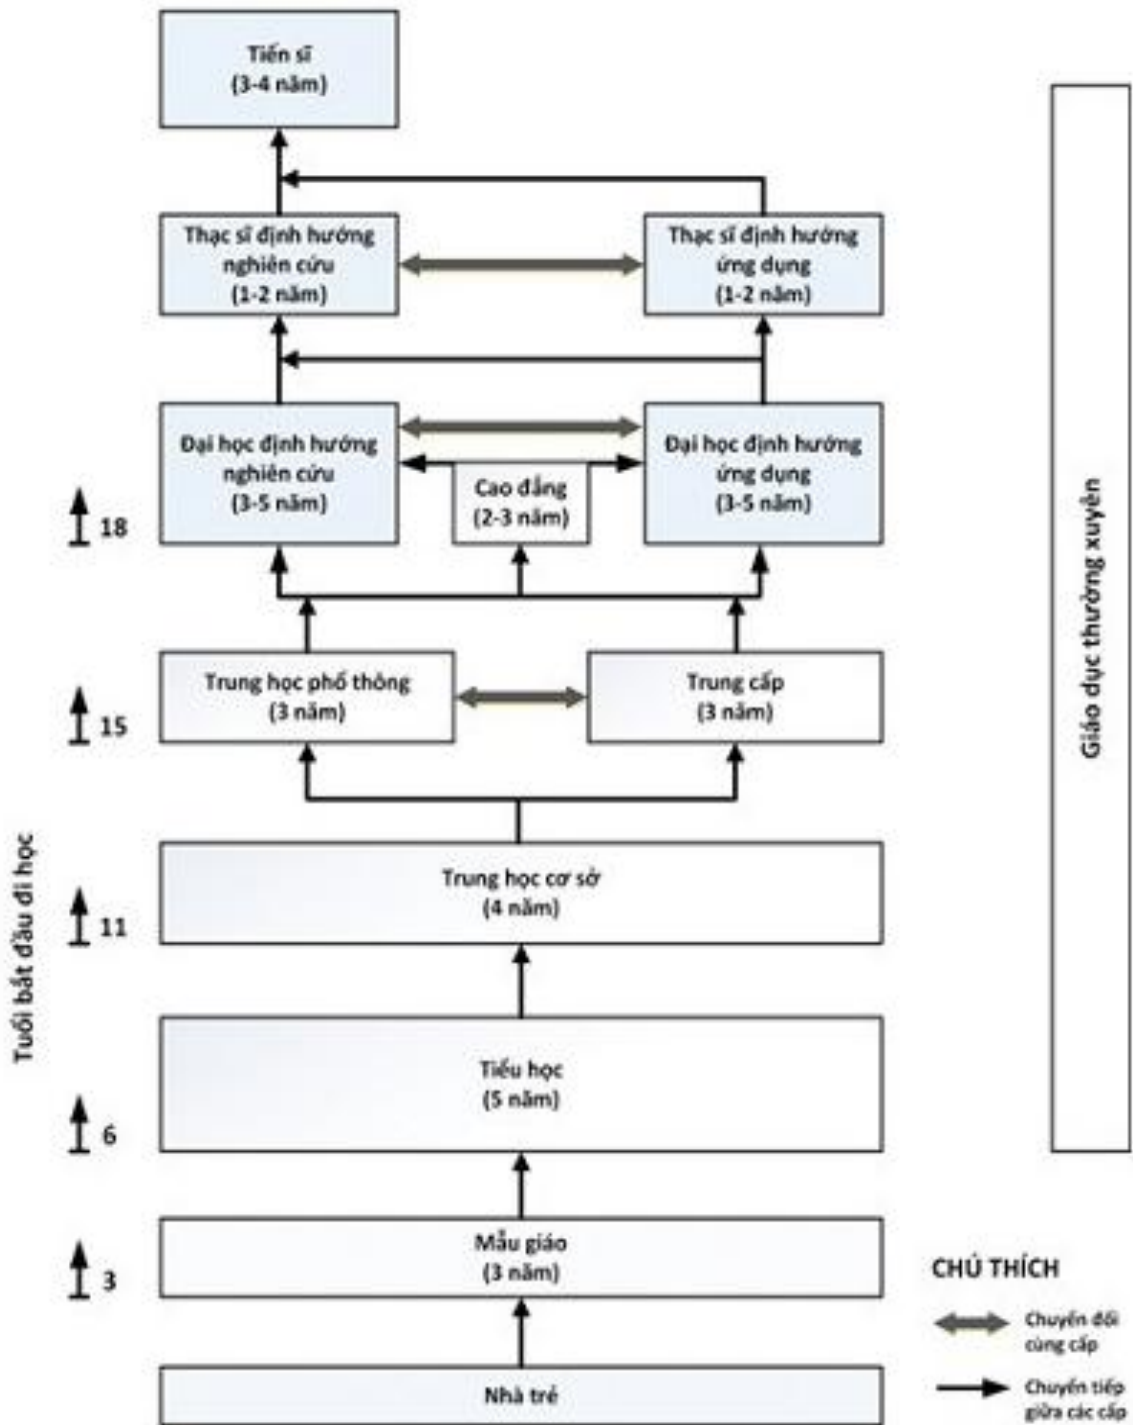 Tiến sĩ
(3-4 năm)
Thạc sĩ định hướng
nghiên cứu
(1-2 năm)
Thạc sĩ định hướng
ứng dụng
(1-2 năm)
Đại học định hướng
nghiên cứu
(3-5 năm)
Cao đẳng
(2-3 năm)
Đại học định hướng
ứng dụng
(3-5 năm)
18
Trung học phổ thông
(3 năm)
Trung cấp
(3 năm)
15
Trung học cơ sở
(4 năm)
11
Tiểu học
(5 năm)
6
Mẫu giáo
(3 năm)
3
Nhà trẻ
Tuổi bắt đầu đi học
Giáo dục thường xuyên
CHÚ THÍCH
Chuyển đổi
cùng cấp
Chuyển tiếp
giữa các cấp